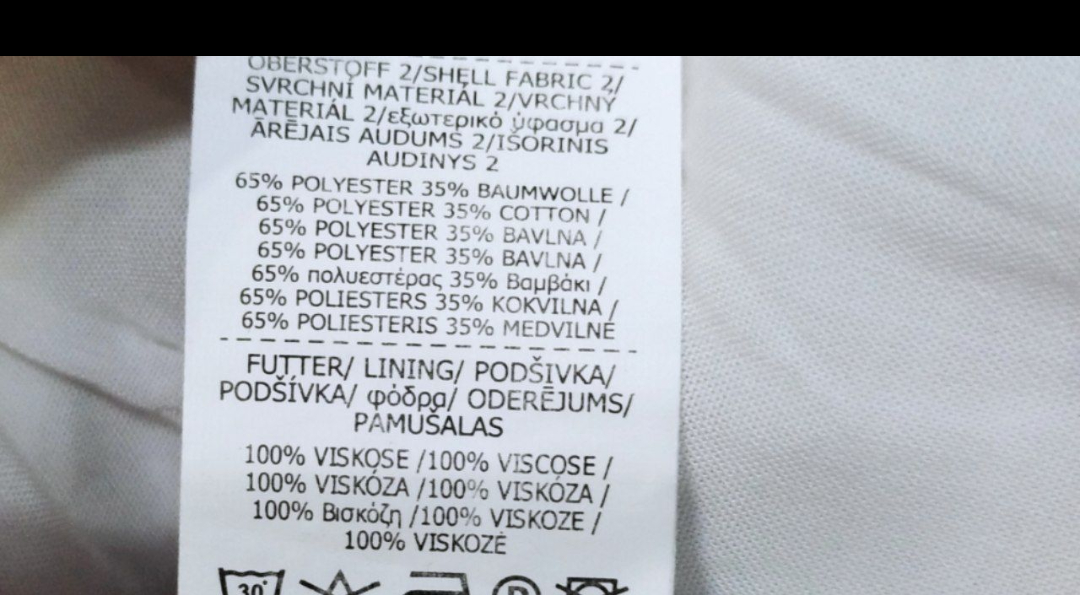 OBERSTOFF 2/SHELL FABRIC 2/
SVRCHNÍ MATERIÁL 2/VRCHNÝ
MATERIÁL 2/εξωτερικό ύφασμα 2/
ĀRĒJAIS AUDUMS 2/IŠORINIS
AUDINYS 2
65% POLYESTER 35% BAUMWOLLE /
65% POLYESTER 35% COTTON /
65% POLYESTER 35% BAVLNA /
65% POLYESTER 35% BAVLNA /
65% πολυεστέρας 35% Βαμβάκι /
65% POLIESTERS 35% KOKVILNA /
65% POLIESTERIS 35% MEDVILNĖ
FUTTER/ LINING/ PODŠIVKA/
PODŠÍVKA/ φόδρα/ ODERĒJUMS/
PAMUŠALAS
100% VISKOSE /100% VISCOSE /
100% VISKÓZA /100% VISKÓZA /
100% Βισκόζη /100% VISKOZE /
100% VISKOZĖ
30°
P